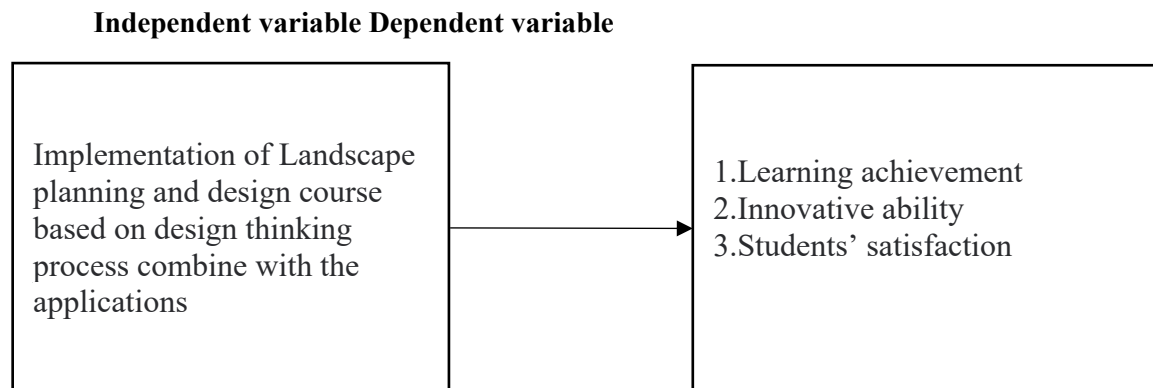 Independent variable Dependent variable
Implementation of Landscape
planning and design course
based on design thinking
process combine with the
applications
1.Learning achievement
2.Innovative ability
3.Students’ satisfaction